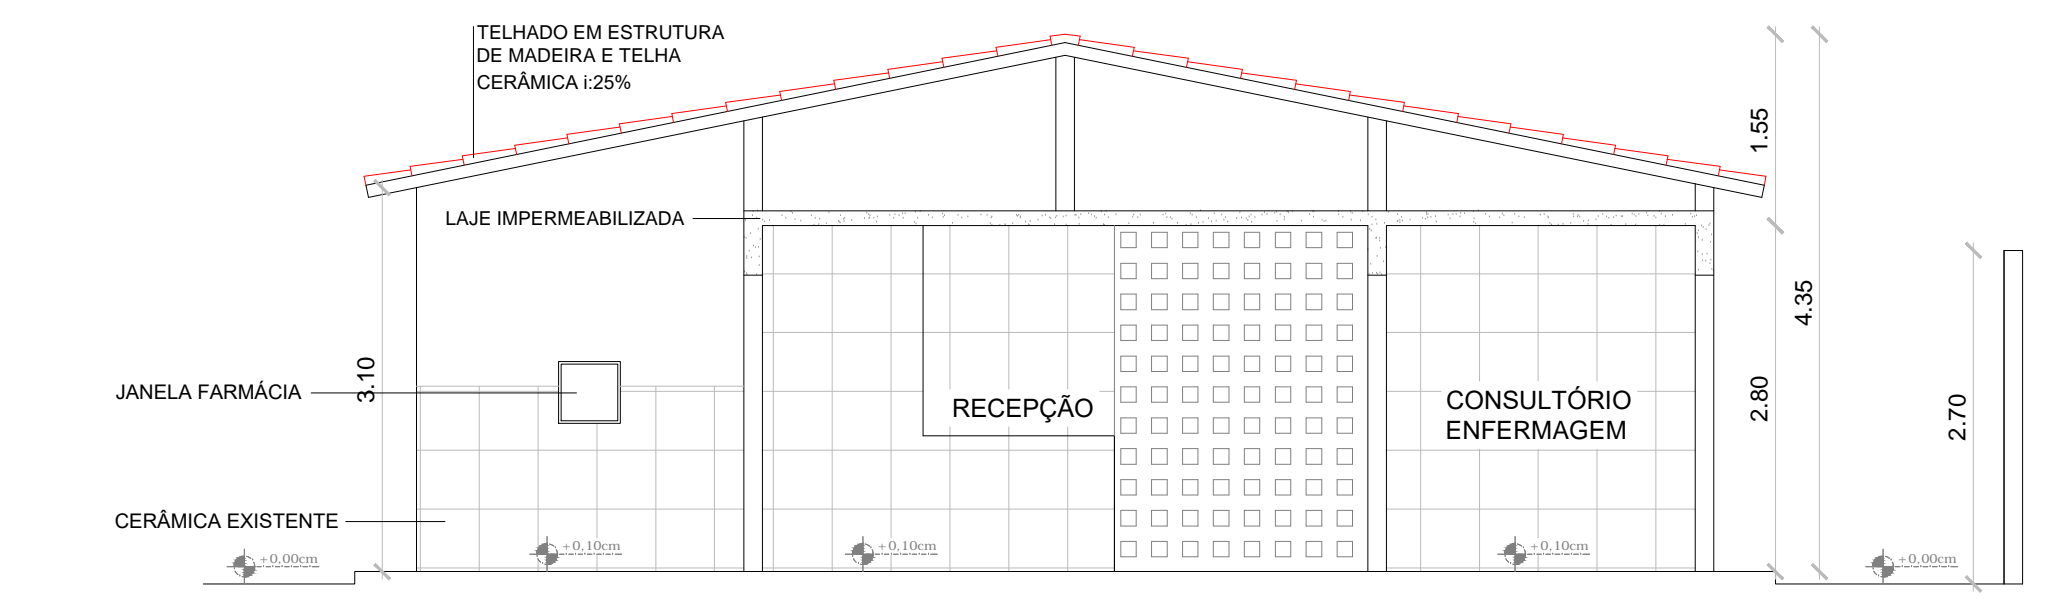 TELHADO EM ESTRUTURA
DE MADEIRA E TELHA
CERÂMICA i:25%
1.55
LAJE IMPERMEABILIZADA
4.35
3.10
JANELA FARMÁCIA
RECEPÇÃO
CONSULTÓRIO
ENFERMAGEM
2.80
2.70
CERÂMICA EXISTENTE
+0,00cm
+0,10cm
+0,10cm
+0,10cm
+0,00cm